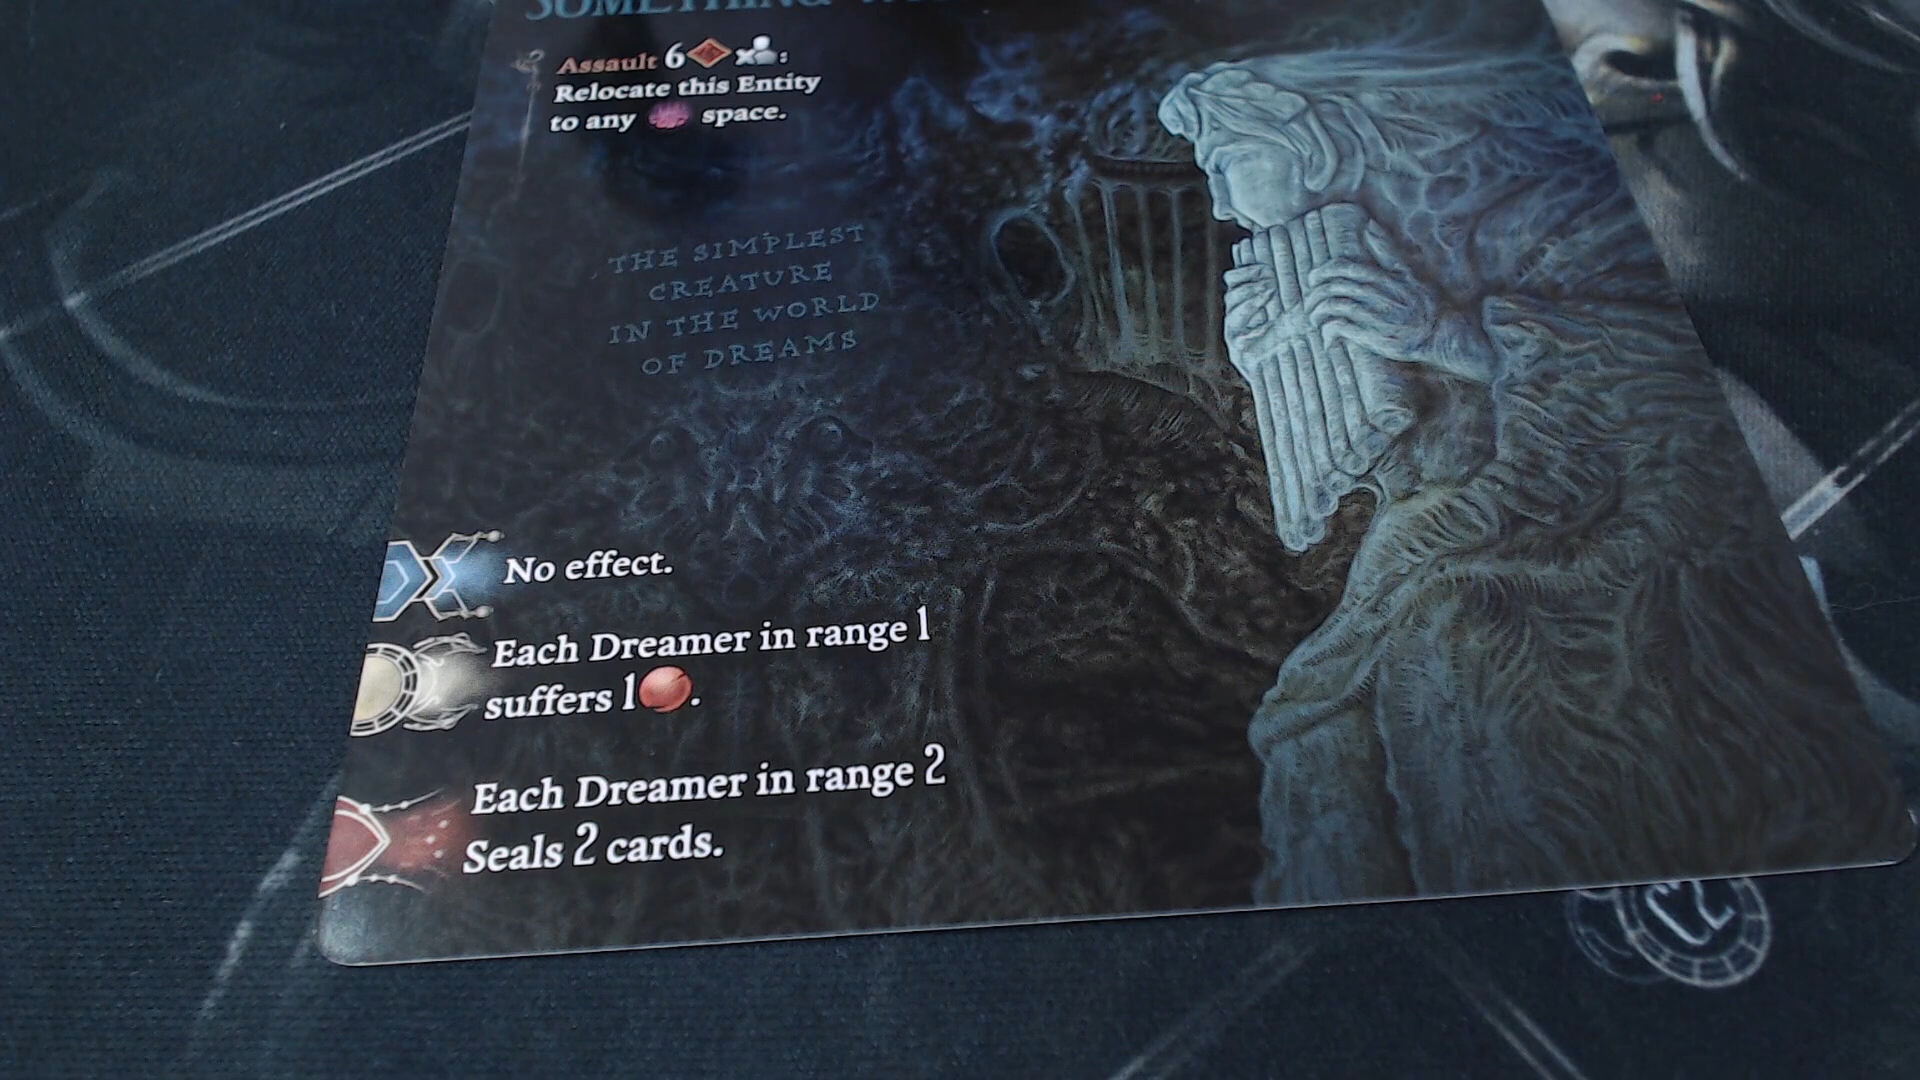 SOMETHING
Assault 6 x:
Relocate this Entity
to any space.
THE SIMPLEST
CREATURE
IN THE WORLD
OF DREAMS
No effect.
Each Dreamer in range 1
suffers 1.
Each Dreamer in range 2
Seals 2 cards.